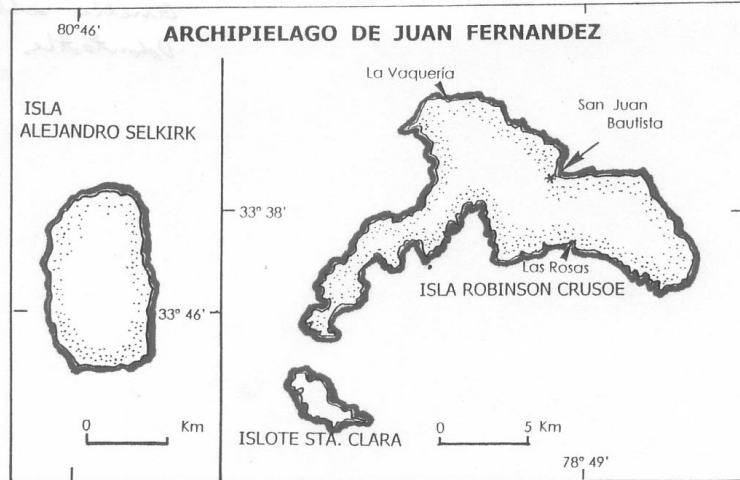 80° 46'
ARCHIPIELAGO DE JUAN FERNANDEZ
ISLA
ALEJANDRO SELKIRK
33° 46'
0 Km
La Vaquería
San Juan
Bautista
*
33° 38'
Las Rosas
ISLA ROBINSON CRUSOE
ISLOTE STA. CLARA
0 5 Km
78° 49'